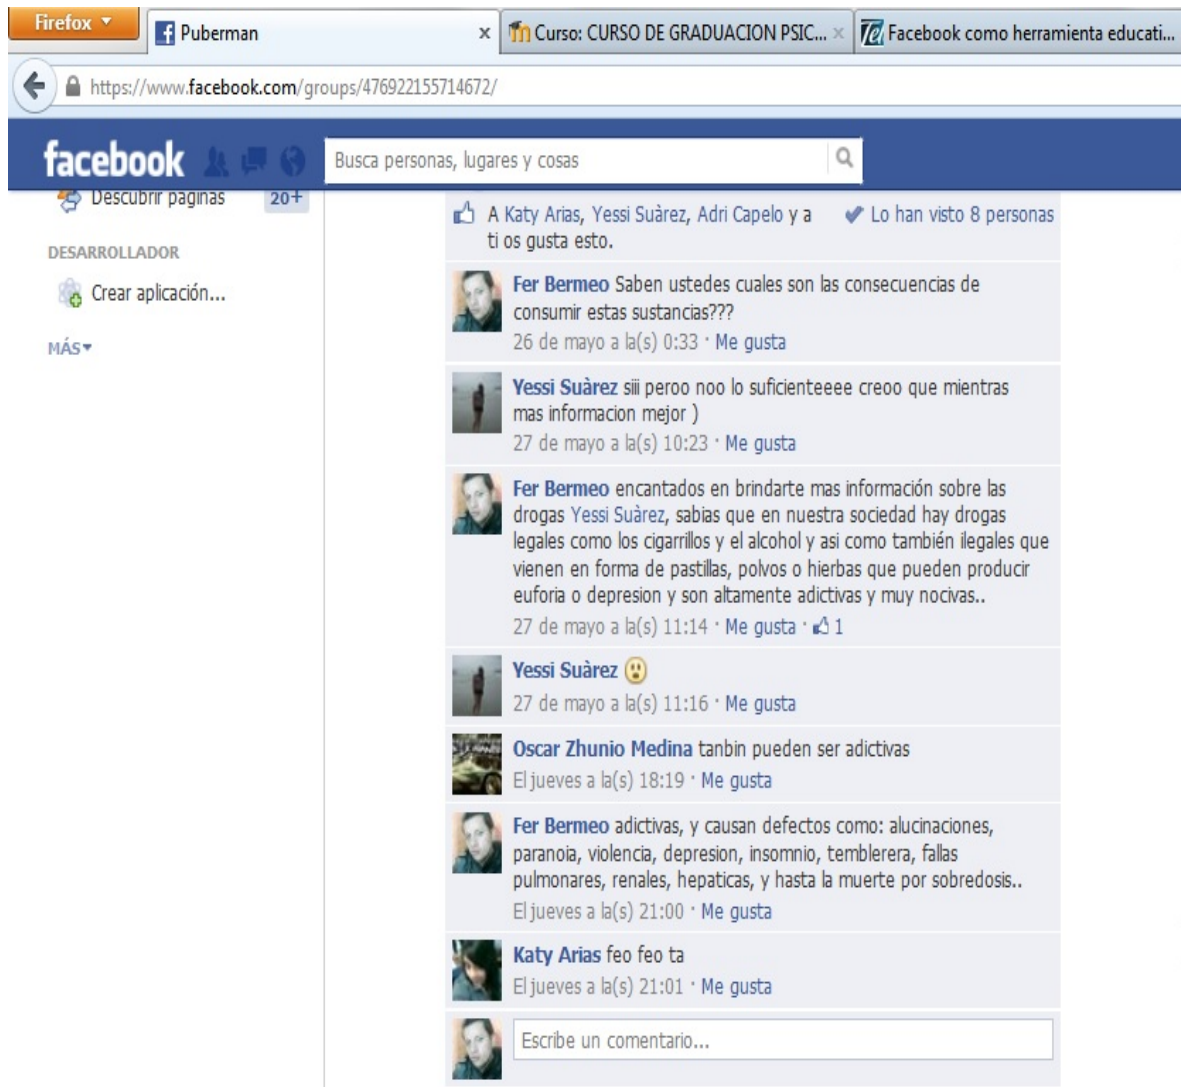 Firefox
Puberman
Curso: CURSO DE GRADUACION PSIC...
Facebook como herramienta educati...
https://www.facebook.com/groups/476922155714672/
facebook
Busca personas, lugares y cosas
Descubrir páginas 20+
DESARROLLADOR
Crear aplicación...
MÁS
A Katy Arias, Yessi Suàrez, Adri Capelo y a
ti os gusta esto.
Lo han visto 8 personas
Fer Bermeo Saben ustedes cuales son las consecuencias de
consumir estas sustancias???
26 de mayo a la(s) 0:33 · Me gusta
Yessi Suàrez siii peroo noo lo suficienteeee creoo que mientras
mas informacion mejor )
27 de mayo a la(s) 10:23 · Me gusta
Fer Bermeo encantados en brindarte mas información sobre las
drogas Yessi Suàrez, sabias que en nuestra sociedad hay drogas
legales como los cigarrillos y el alcohol y asi como también ilegales que
vienen en forma de pastillas, polvos o hierbas que pueden producir
euforia o depresion y son altamente adictivas y muy nocivas..
27 de mayo a la(s) 11:14 · Me gusta · 1
Yessi Suàrez
27 de mayo a la(s) 11:16 · Me gusta
Oscar Zhunio Medina tanbin pueden ser adictivas
El jueves a la(s) 18:19 · Me gusta
Fer Bermeo adictivas, y causan defectos como: alucinaciones,
paranoia, violencia, depresion, insomnio, temblerera, fallas
pulmonares, renales, hepaticas, y hasta la muerte por sobredosis..
El jueves a la(s) 21:00 · Me gusta
Katy Arias feo feo ta
El jueves a la(s) 21:01 · Me gusta
Escribe un comentario...